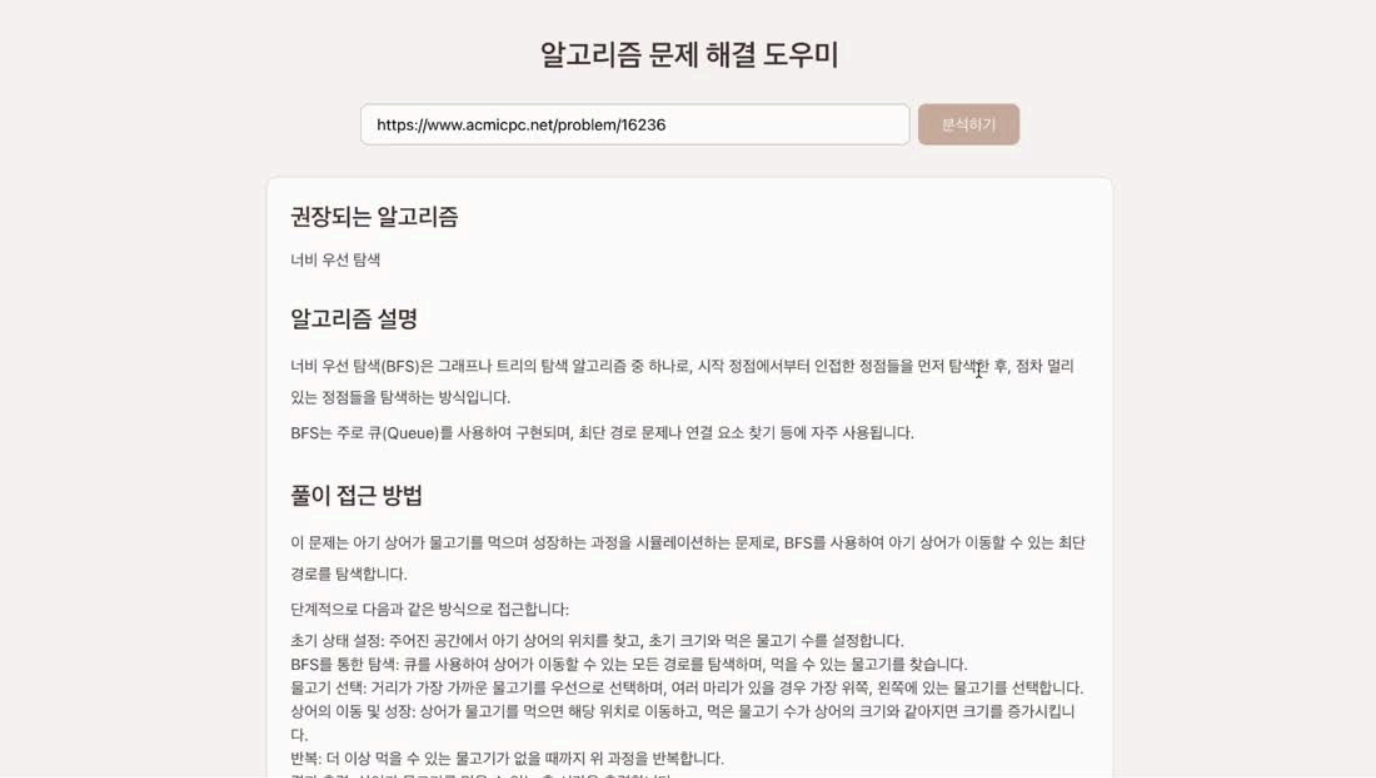 알고리즘 문제 해결 도우미
https://www.acmicpc.net/problem/16236
분석하기
권장되는 알고리즘
너비 우선 탐색
알고리즘 설명
너비 우선 탐색(BFS)은 그래프나 트리의 탐색 알고리즘 중 하나로, 시작 정점에서부터 인접한 정점들을 먼저 탐색한 후, 점차 멀리
있는 정점들을 탐색하는 방식입니다.
BFS는 주로 큐(Queue)를 사용하여 구현되며, 최단 경로 문제나 연결 요소 찾기 등에 자주 사용됩니다.
풀이 접근 방법
이 문제는 아기 상어가 물고기를 먹으며 성장하는 과정을 시뮬레이션하는 문제로, BFS를 사용하여 아기 상어가 이동할 수 있는 최단
경로를 탐색합니다.
단계적으로 다음과 같은 방식으로 접근합니다:
초기 상태 설정: 주어진 공간에서 아기 상어의 위치를 찾고, 초기 크기와 먹은 물고기 수를 설정합니다.
BFS를 통한 탐색: 큐를 사용하여 상어가 이동할 수 있는 모든 경로를 탐색하며, 먹을 수 있는 물고기를 찾습니다.
물고기 선택: 거리가 가장 가까운 물고기를 우선으로 선택하며, 여러 마리가 있을 경우 가장 위쪽, 왼쪽에 있는 물고기를 선택합니다.
상어의 이동 및 성장: 상어가 물고기를 먹으면 해당 위치로 이동하고, 먹은 물고기 수가 상어의 크기와 같아지면 크기를 증가시킵니
다.
반복: 더 이상 먹을 수 있는 물고기가 없을 때까지 위 과정을 반복합니다.